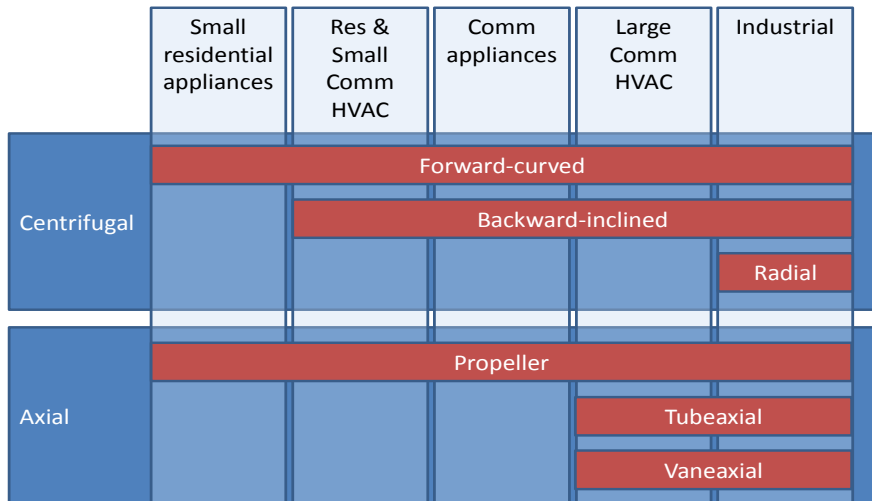 Small
residential
appliances
Res &
Small
Comm
HVAC
Comm
appliances
Large
Comm
HVAC
Industrial
Centrifugal
Forward-curved
Backward-inclined
Radial
Axial
Propeller
Tubeaxial
Vaneaxial